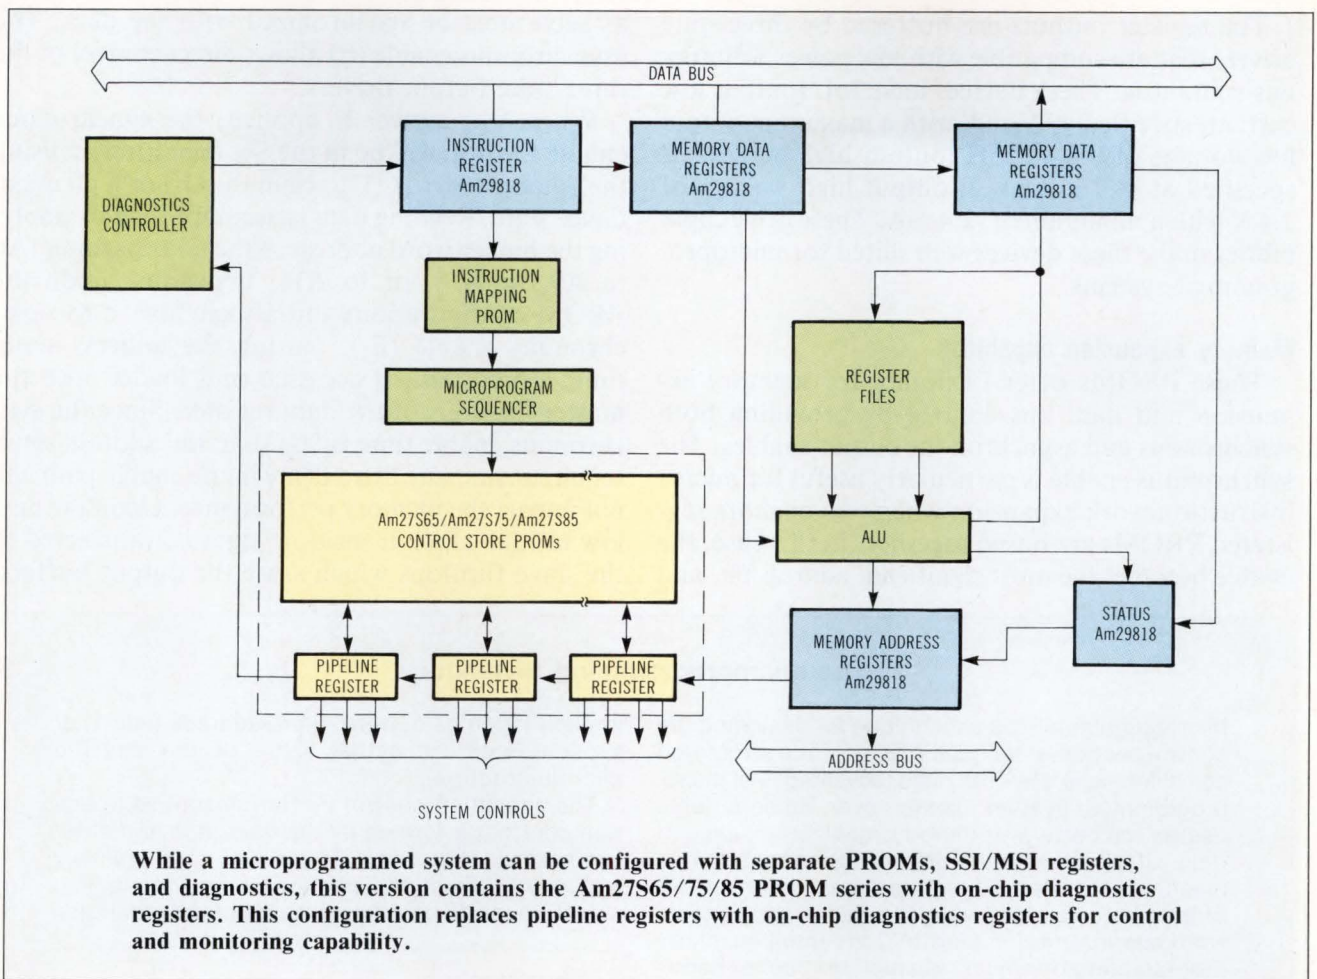 DATA BUS
DIAGNOSTICS
CONTROLLER
INSTRUCTION
REGISTER
Am29818
MEMORY DATA
REGISTERS
Am29818
MEMORY DATA
REGISTERS
Am29818
INSTRUCTION
MAPPING
PROM
REGISTER
FILES
MICROPROGRAM
SEQUENCER
Am27S65/Am27S75/Am27S85
CONTROL STORE PROMs
ALU
STATUS
Am29818
PIPELINE
REGISTER
PIPELINE
REGISTER
PIPELINE
REGISTER
MEMORY ADDRESS
REGISTERS
Am29818
ADDRESS BUS
SYSTEM CONTROLS
While a microprogrammed system can be configured with separate PROMs, SSI/MSI registers,
and diagnostics, this version contains the Am27S65/75/85 PROM series with on-chip diagnostics
registers. This configuration replaces pipeline registers with on-chip diagnostics registers for control
and monitoring capability.